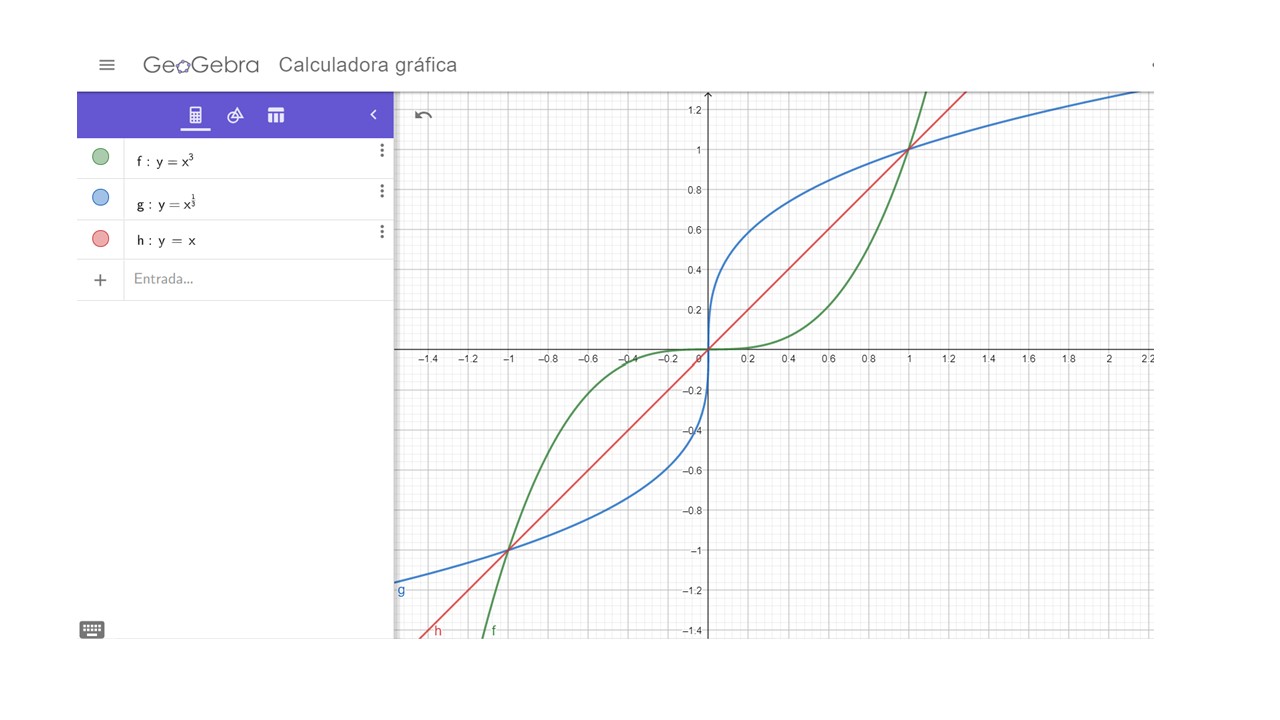 GeoGebra Calculadora gráfica
f : y = x³
g : y = x^(1/3)
h : y = x
+ Entrada...
1.2
1
0.8
0.6
0.4
0.2
–1.4 –1.2 –1 –0.8 –0.6 –0.4 –0.2 0 0.2 0.4 0.6 0.8 1 1.2 1.4 1.6 1.8 2 2.2
–0.2
–0.4
–0.6
–0.8
–1
–1.2
g
–1.4
h f